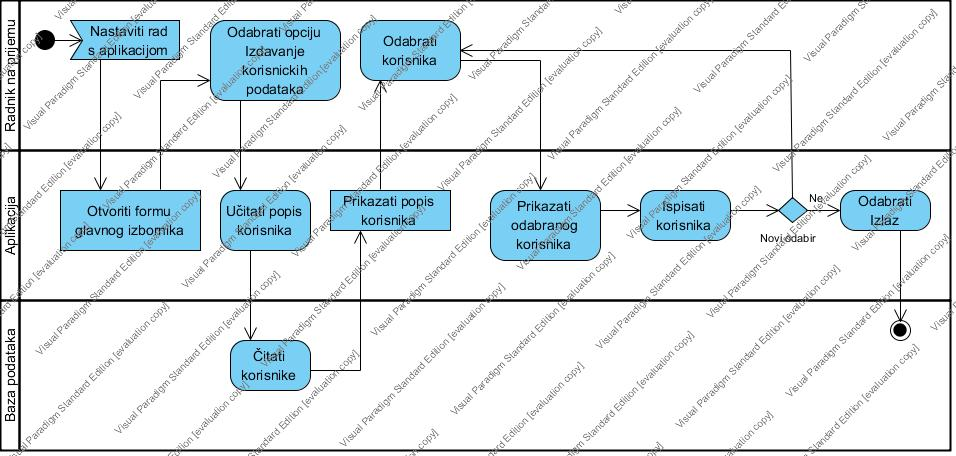 Radnik na prijemu
Nastaviti rad
s aplikacijom
Odabrati opciju
Izdavanje
korisnickih
podataka
Odabrati
korisnika
Aplikacija
Otvoriti formu
glavnog izbornika
Učitati popis
korisnika
Prikazati popis
korisnika
Prikazati
odabranog
korisnika
Ispisati
korisnika
Ne
Novi odabir
Odabrati
Izlaz
Baza podataka
Čitati
korisnike
Visual Paradigm Standard Edition [evaluation copy]